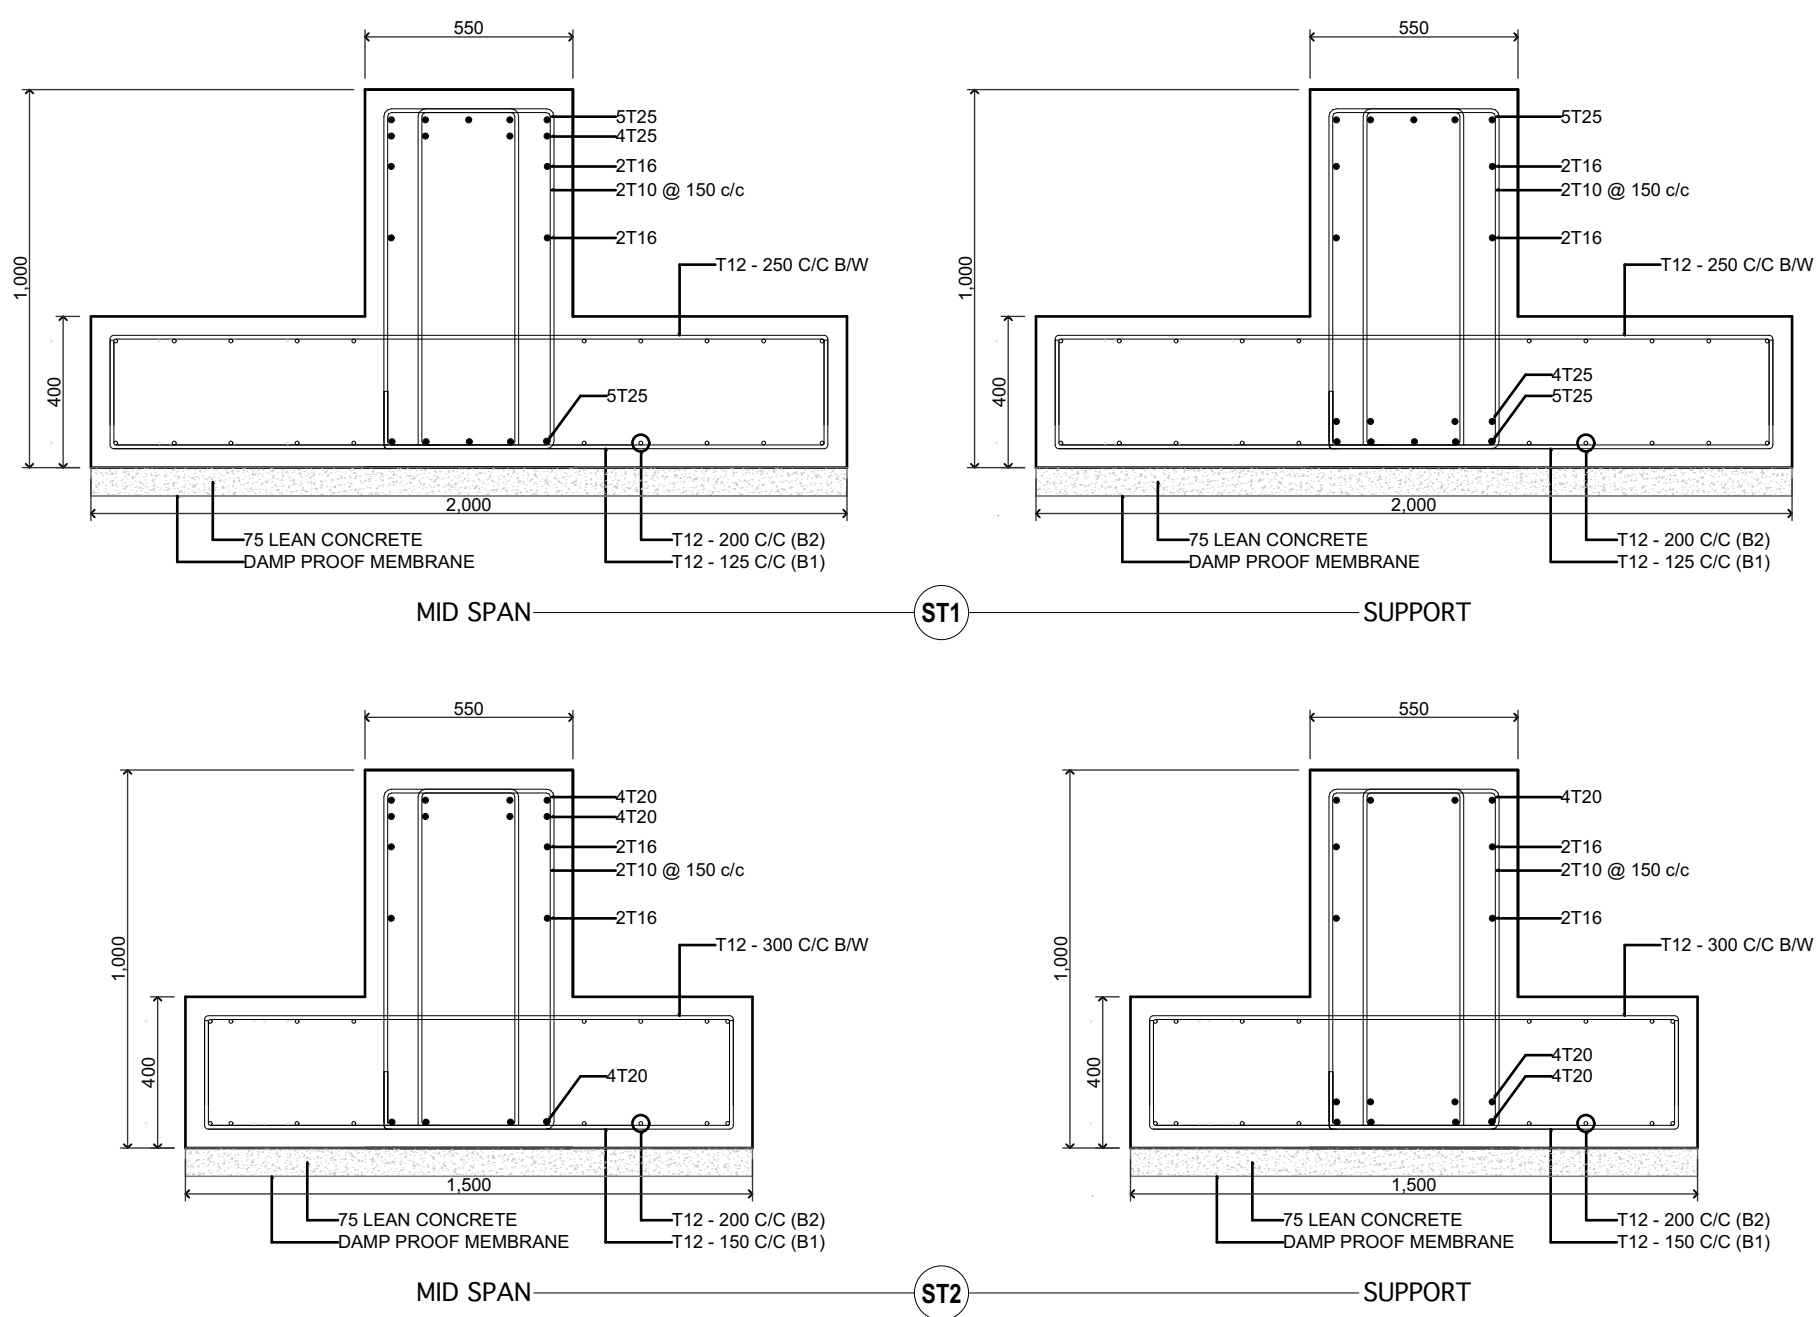 550
5T25
4T25
2T16
2T10 @ 150 c/c
2T16
T12 - 250 C/C B/W
1,000
400
5T25
2,000
75 LEAN CONCRETE
DAMP PROOF MEMBRANE
T12 - 200 C/C (B2)
T12 - 125 C/C (B1)
550
5T25
2T16
2T10 @ 150 c/c
2T16
T12 - 250 C/C B/W
1,000
400
4T25
5T25
2,000
75 LEAN CONCRETE
DAMP PROOF MEMBRANE
T12 - 200 C/C (B2)
T12 - 125 C/C (B1)
MID SPAN ST1 SUPPORT
550
4T20
4T20
2T16
2T10 @ 150 c/c
2T16
T12 - 300 C/C B/W
1,000
400
4T20
1,500
75 LEAN CONCRETE
DAMP PROOF MEMBRANE
T12 - 200 C/C (B2)
T12 - 150 C/C (B1)
550
4T20
2T16
2T10 @ 150 c/c
2T16
T12 - 300 C/C B/W
1,000
400
4T20
4T20
1,500
75 LEAN CONCRETE
DAMP PROOF MEMBRANE
T12 - 200 C/C (B2)
T12 - 150 C/C (B1)
MID SPAN ST2 SUPPORT